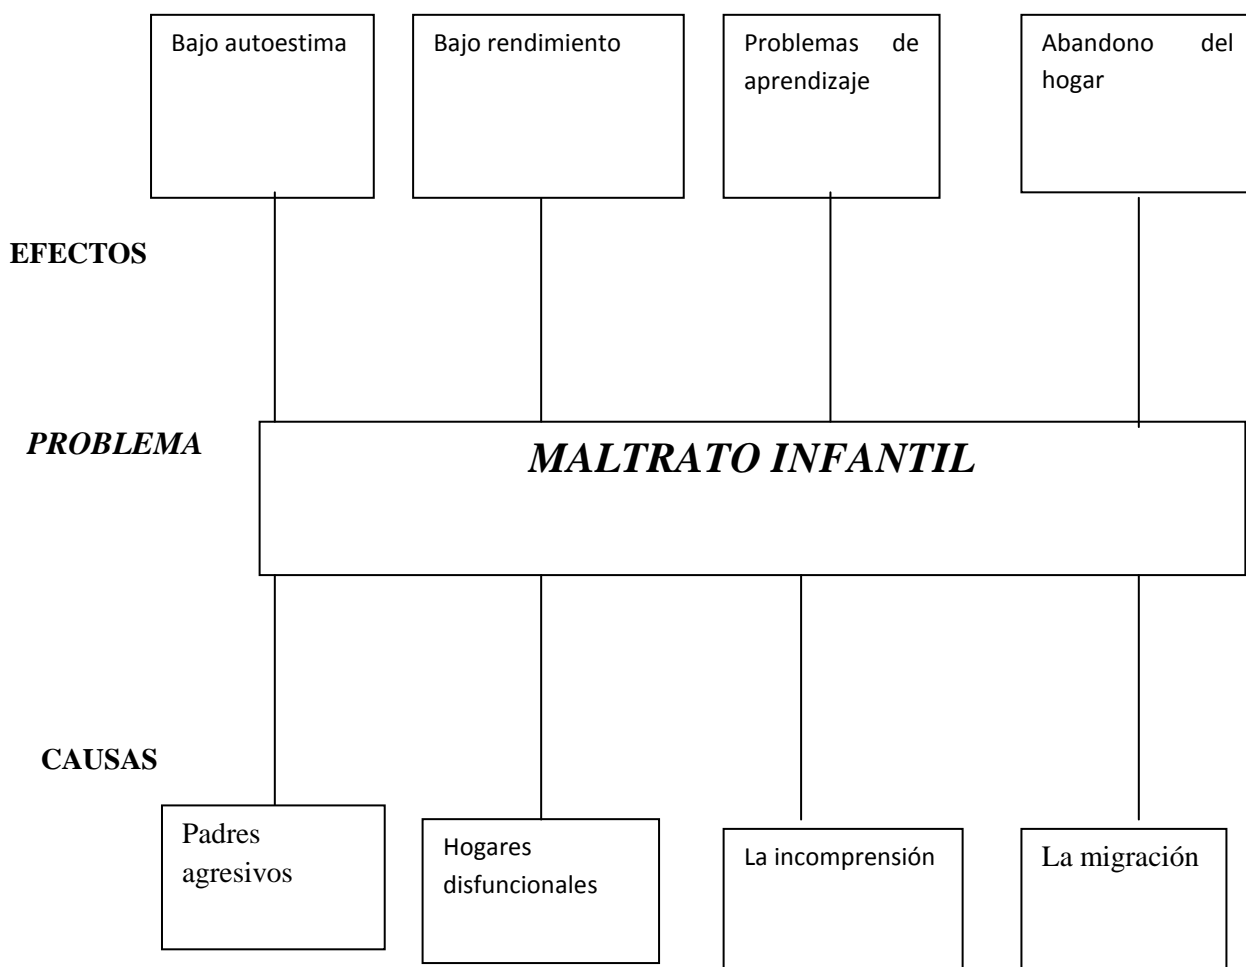 Bajo autoestima
Bajo rendimiento
Problemas de
aprendizaje
Abandono del
hogar
EFECTOS
PROBLEMA
MALTRATO INFANTIL
CAUSAS
Padres
agresivos
Hogares
disfuncionales
La incomprensión
La migración